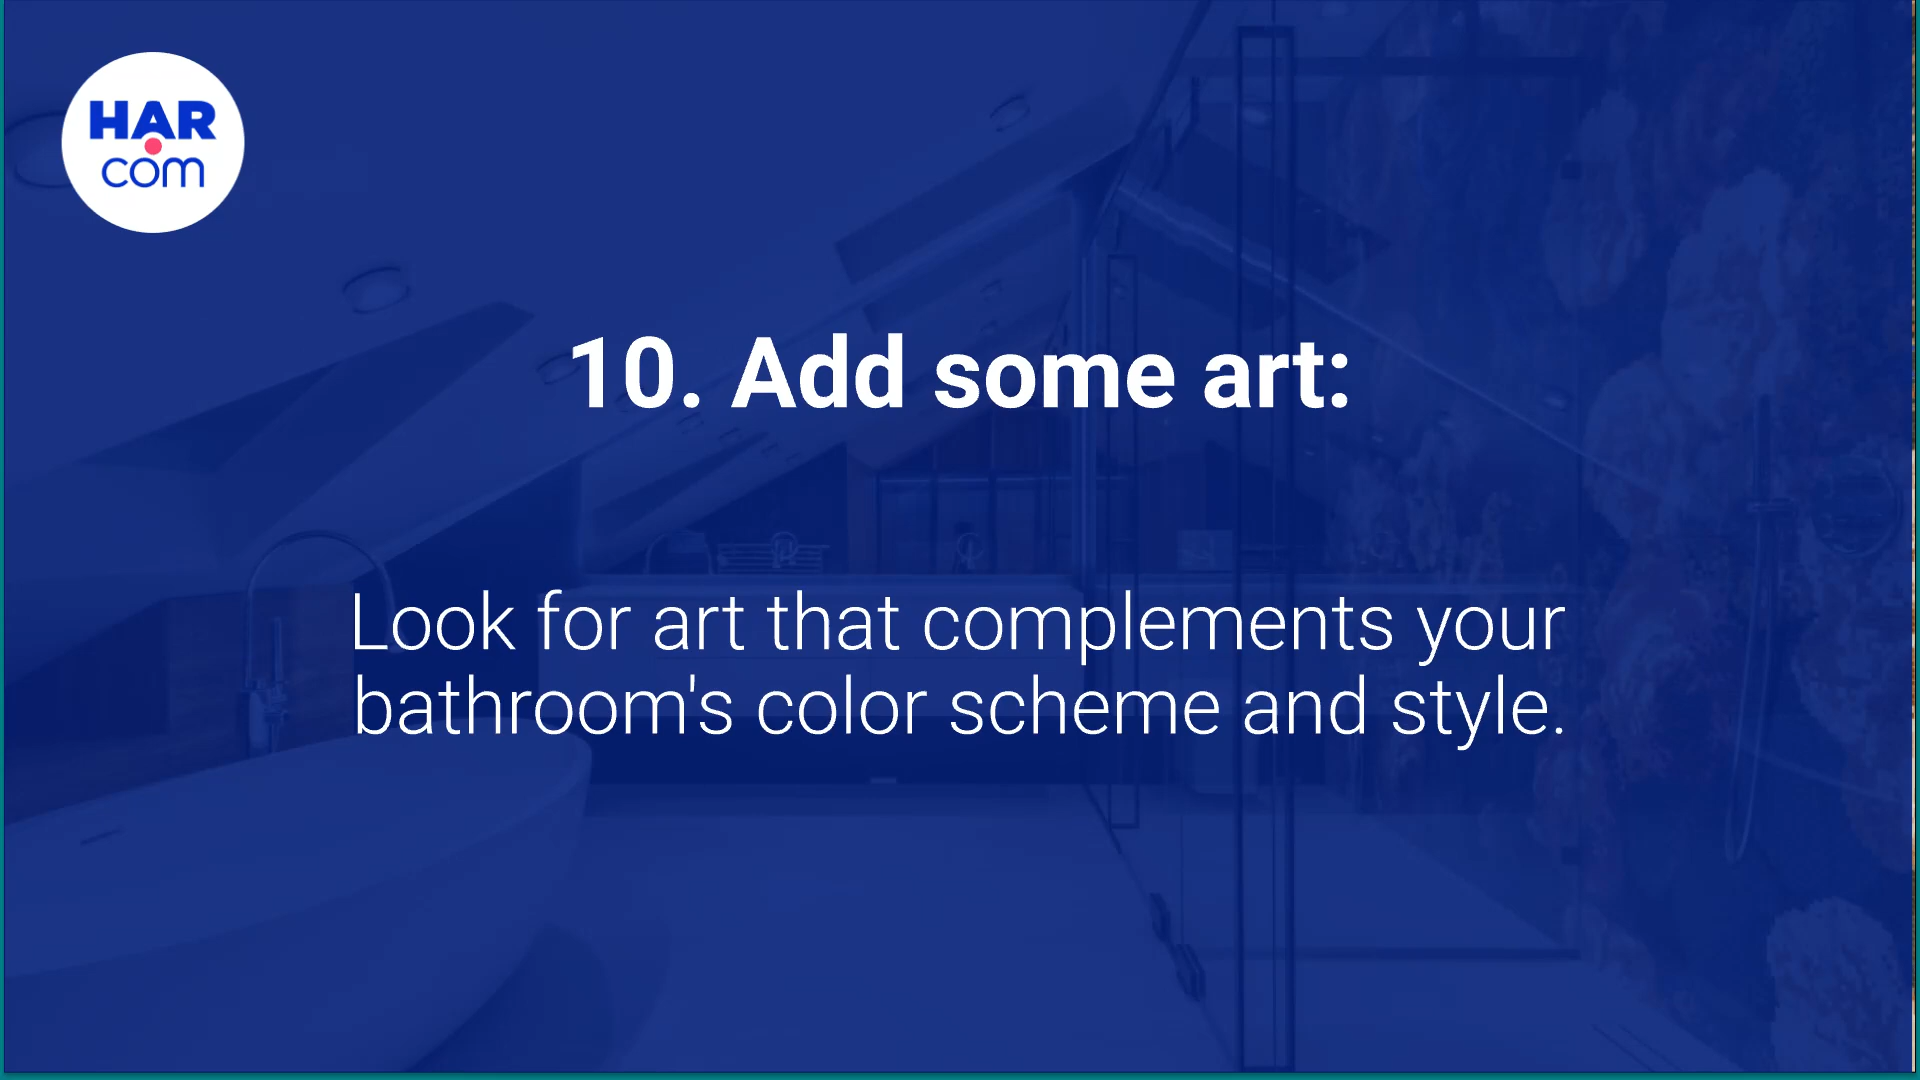 HAR
com
10. Add some art:
Look for art that complements your
bathroom's color scheme and style.